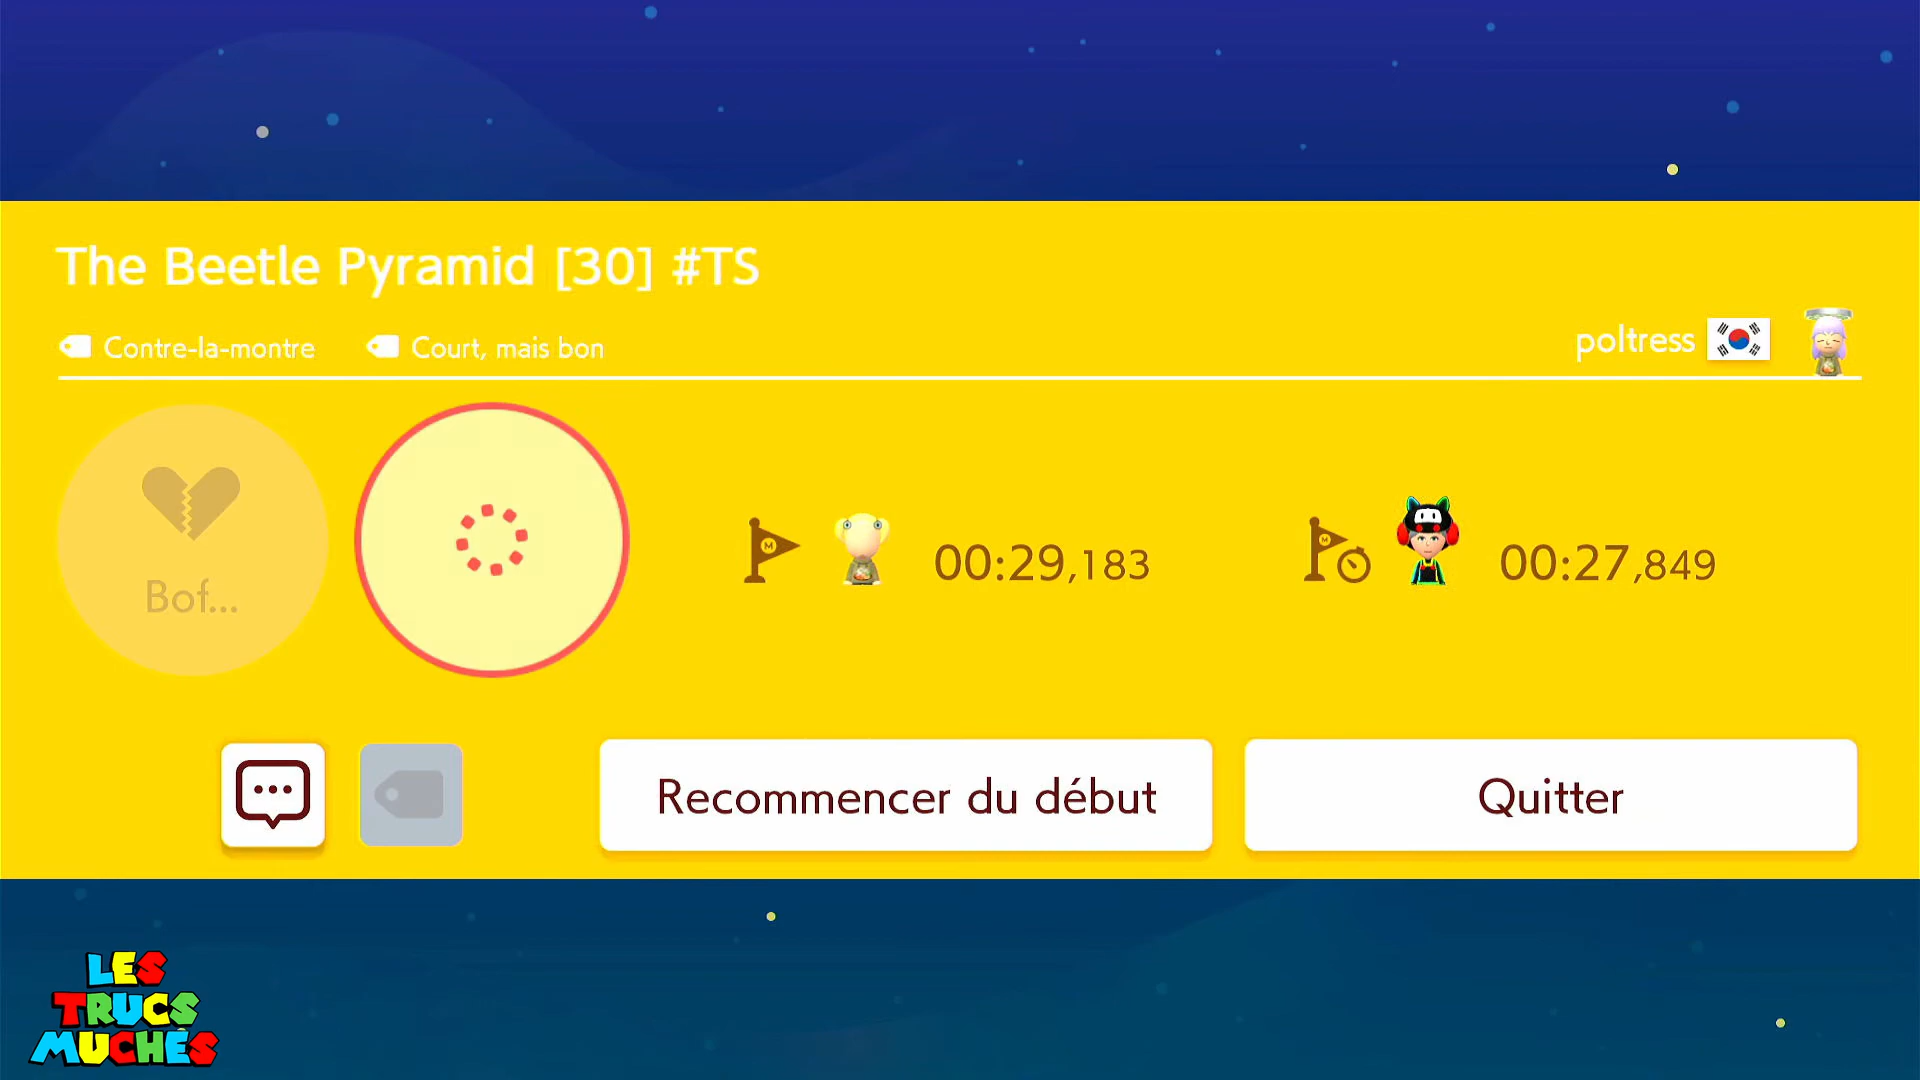 The Beetle Pyramid [30] #TS
Contre-la-montre Court, mais bon
poltress
Bof...
M 00:29,183
M 00:27,849
Recommencer du début
Quitter
LES
TRUCS
MUCHES